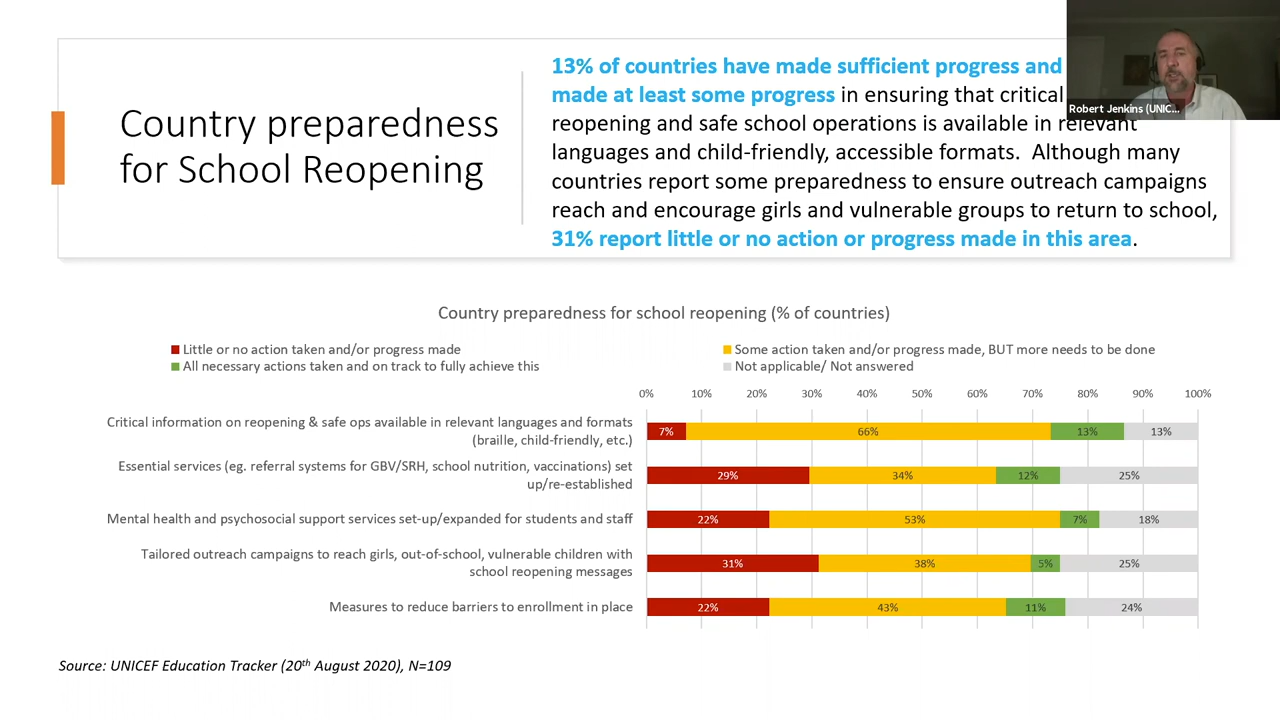 Country preparedness
for School Reopening
13% of countries have made sufficient progress and
made at least some progress in ensuring that critical
reopening and safe school operations is available in relevant
languages and child-friendly, accessible formats. Although many
countries report some preparedness to ensure outreach campaigns
reach and encourage girls and vulnerable groups to return to school,
31% report little or no action or progress made in this area.
Robert Jenkins (UNIC...
Country preparedness for school reopening (% of countries)
Little or no action taken and/or progress made
Some action taken and/or progress made, BUT more needs to be done
All necessary actions taken and on track to fully achieve this
Not applicable/ Not answered
0% 10% 20% 30% 40% 50% 60% 70% 80% 90% 100%
Critical information on reopening & safe ops available in relevant languages and formats
(braille, child-friendly, etc.)
7% 66% 13% 13%
Essential services (eg. referral systems for GBV/SRH, school nutrition, vaccinations) set
up/re-established
29% 34% 12% 25%
Mental health and psychosocial support services set-up/expanded for students and staff
22% 53% 7% 18%
Tailored outreach campaigns to reach girls, out-of-school, vulnerable children with
school reopening messages
31% 38% 5% 25%
Measures to reduce barriers to enrollment in place
22% 43% 11% 24%
Source: UNICEF Education Tracker (20th August 2020), N=109